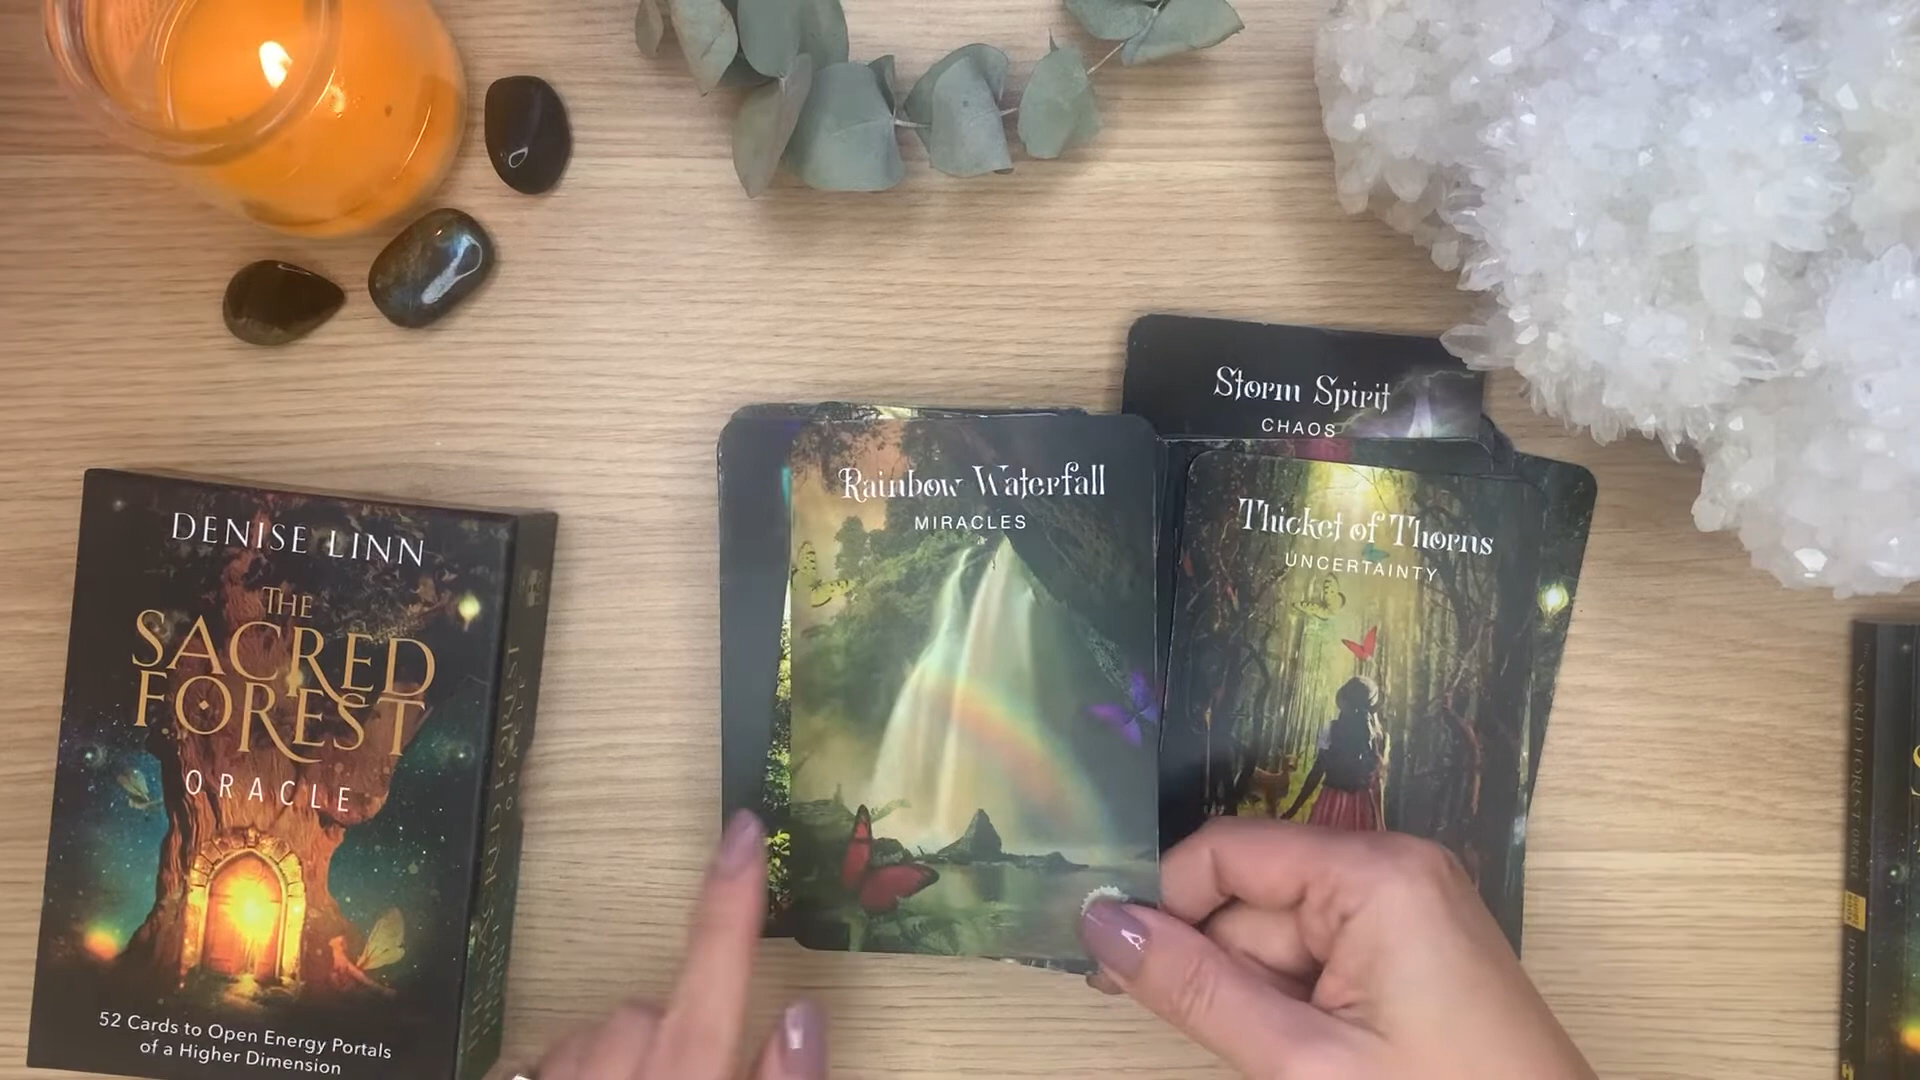 DENISE LINN
THE
SACRED
FOREST
ORACLE
52 Cards to Open Energy Portals
of a Higher Dimension
Rainbow Waterfall
MIRACLES
Storm Spirit
CHAOS
Thicket of Thorns
UNCERTAINTY